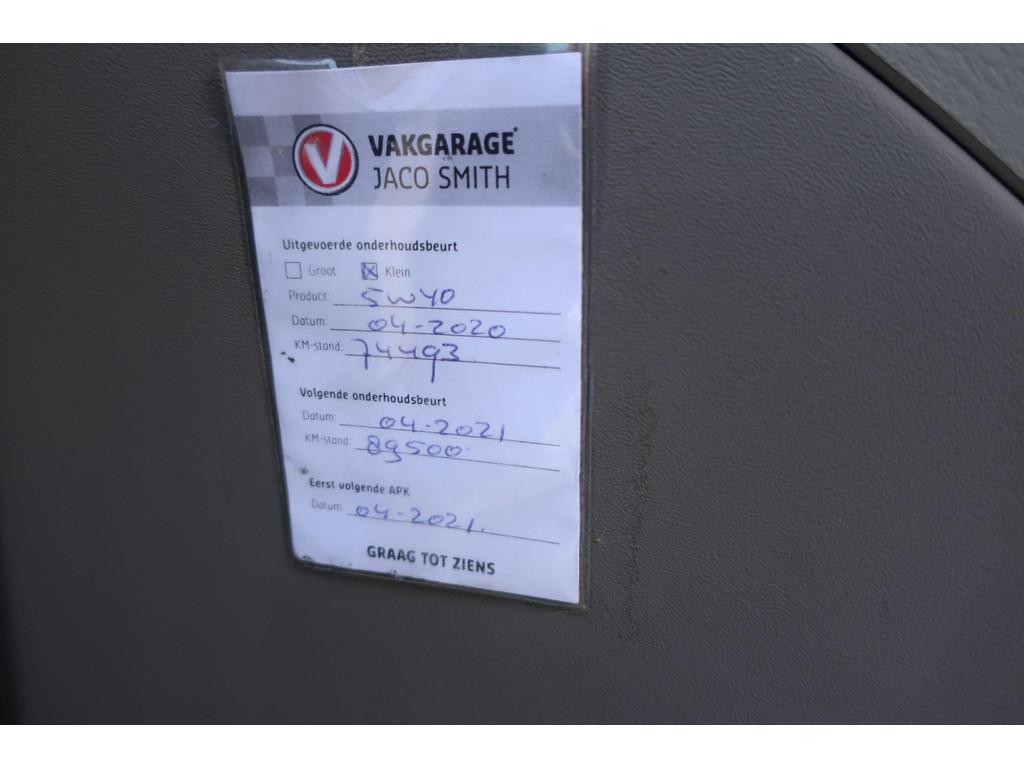 V VAKGARAGE
JACO SMITH
Uitgevoerde onderhoudsbeurt
Groot Klein
Product: 5W40
Datum: 04-2020
KM-stand: 74493
Volgende onderhoudsbeurt
Datum: 04-2021
KM-stand: 89500
Eerst volgende APK
Datum: 04-2021.
GRAAG TOT ZIENS